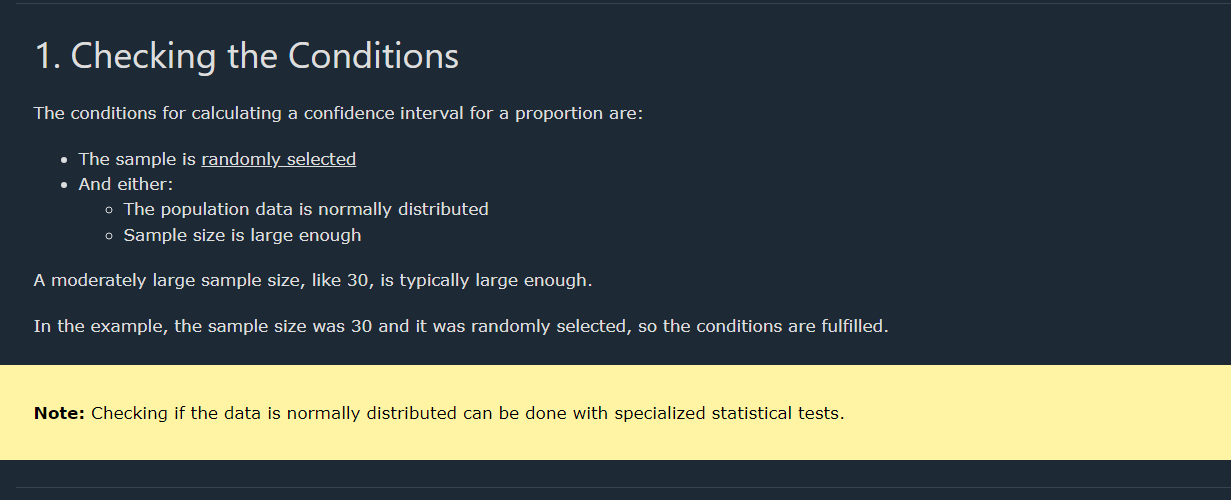 1. Checking the Conditions
The conditions for calculating a confidence interval for a proportion are:
The sample is randomly selected
And either:
The population data is normally distributed
Sample size is large enough
A moderately large sample size, like 30, is typically large enough.
In the example, the sample size was 30 and it was randomly selected, so the conditions are fulfilled.
Note: Checking if the data is normally distributed can be done with specialized statistical tests.